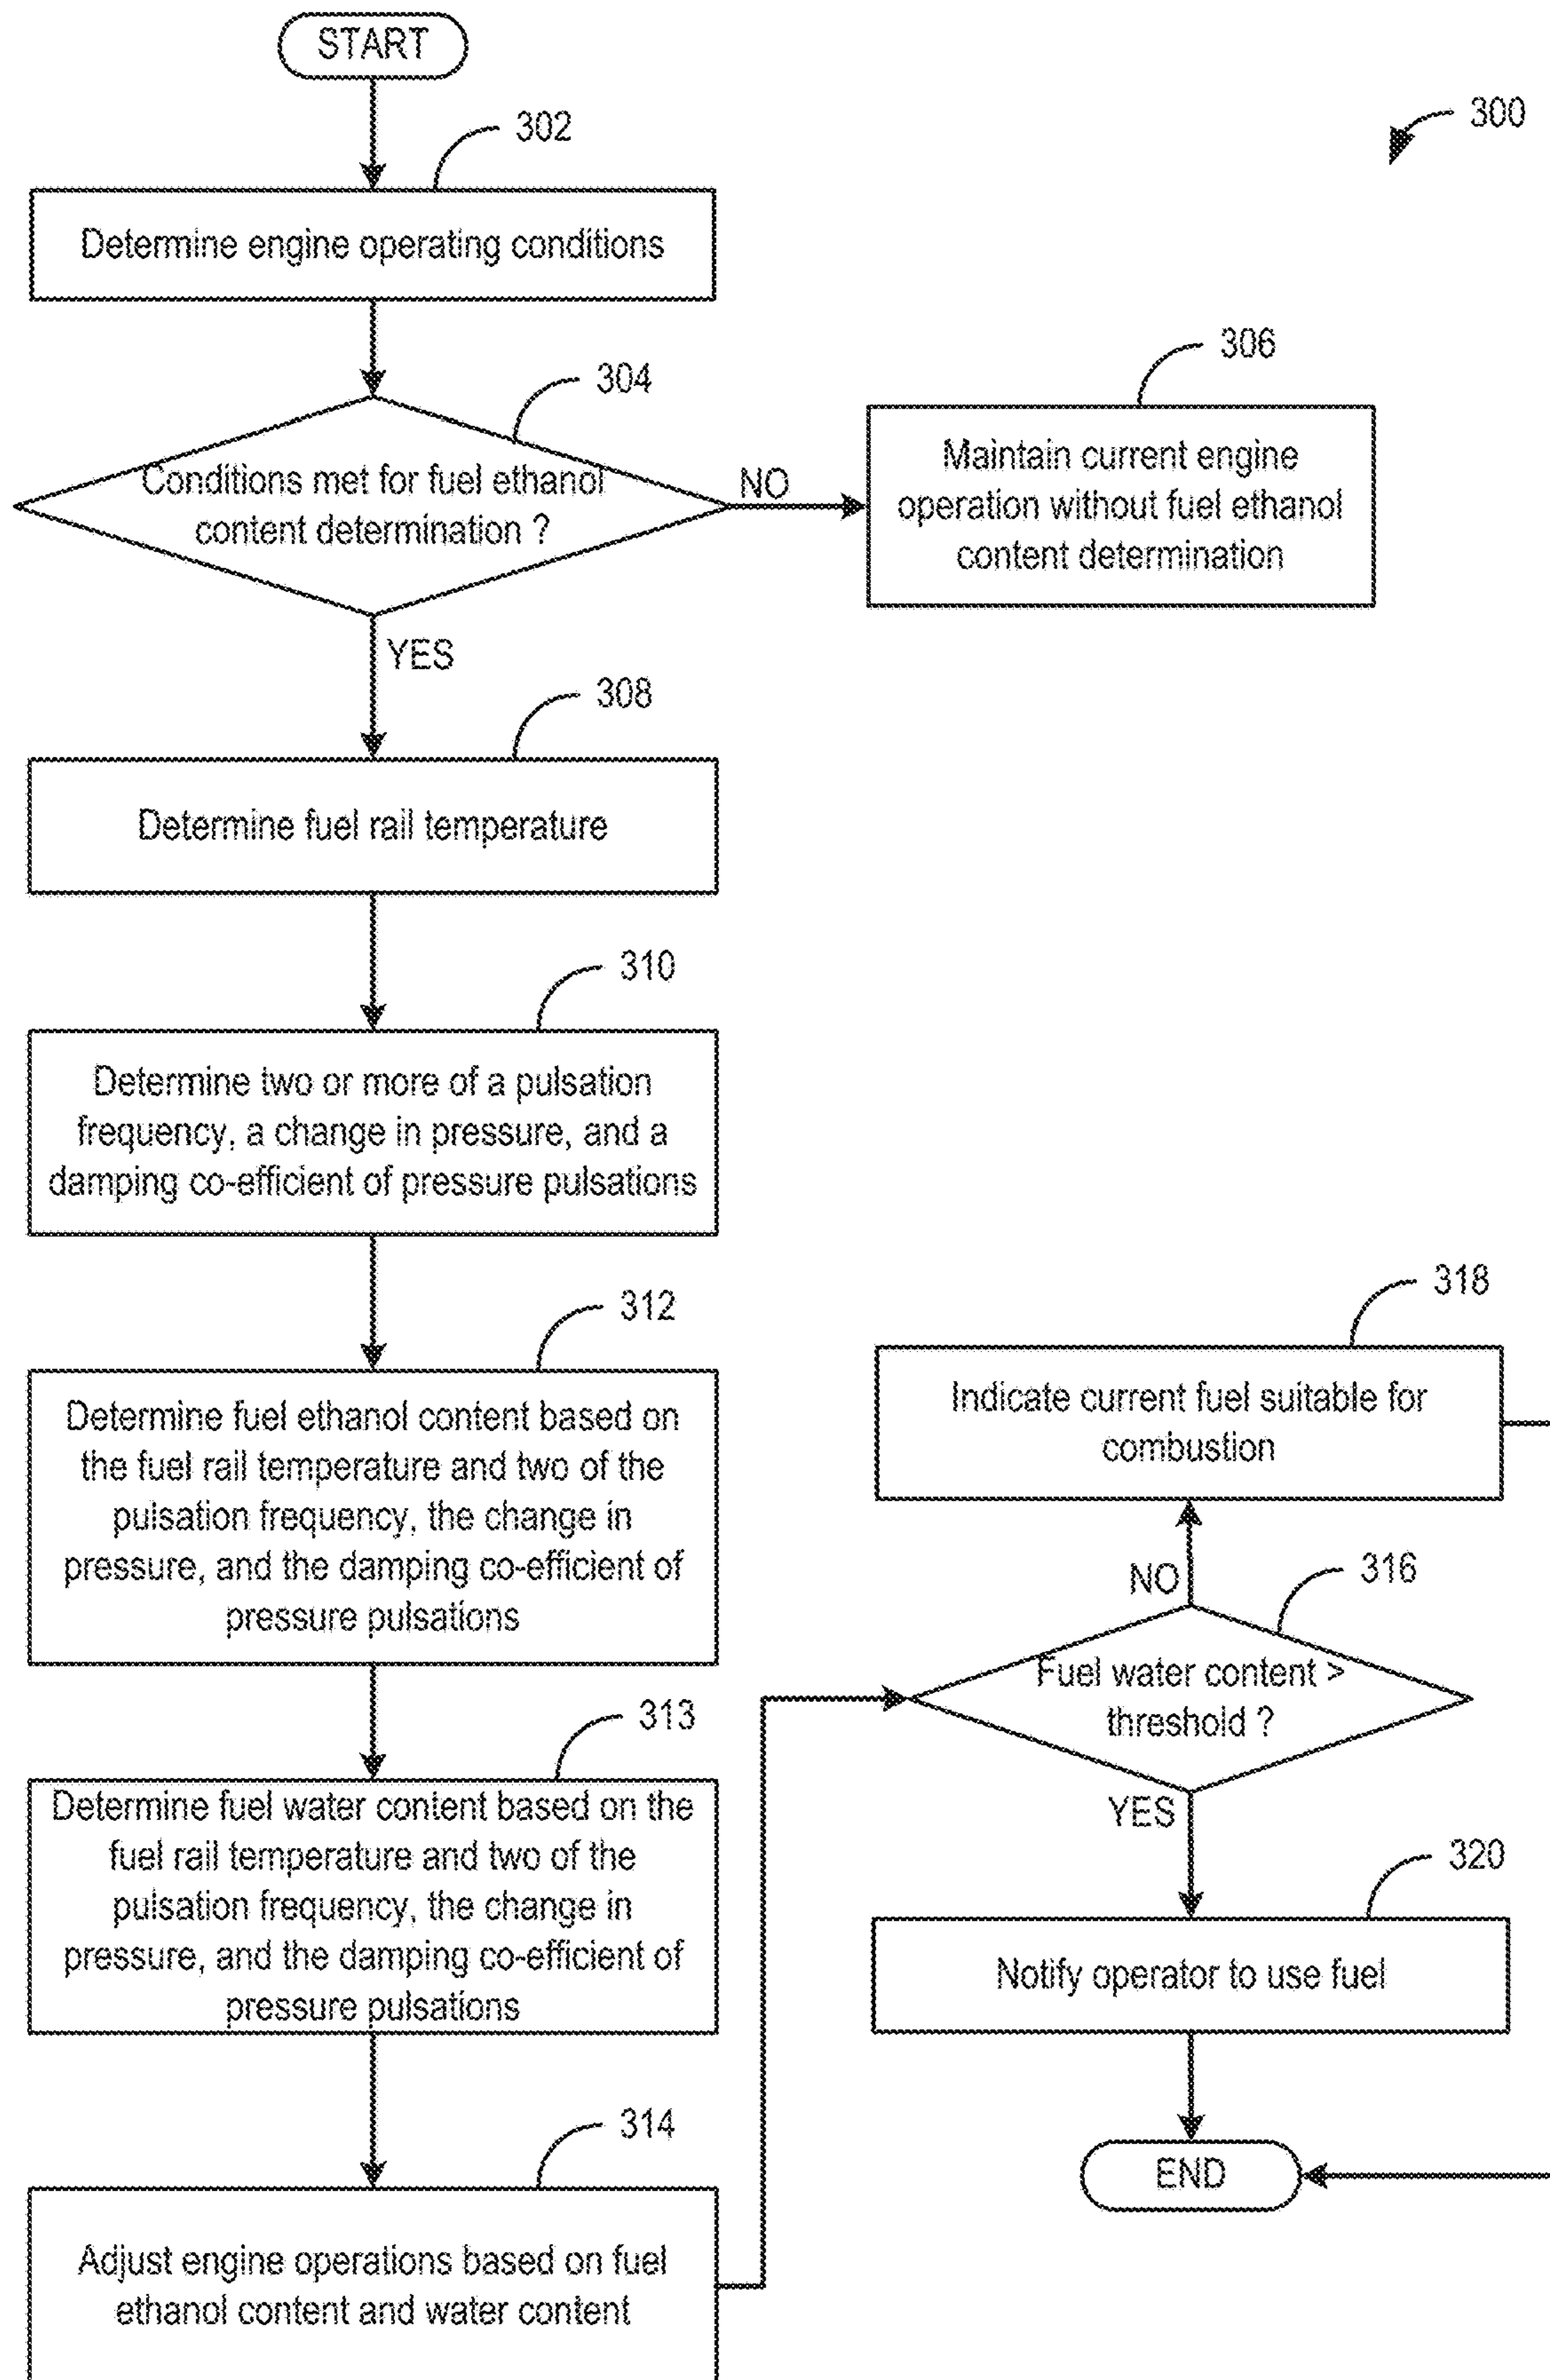 START
300
302
Determine engine operating conditions
304
Conditions met for fuel ethanol
content determination ?
NO
306
Maintain current engine
operation without fuel ethanol
content determination
YES
308
Determine fuel rail temperature
310
Determine two or more of a pulsation
frequency, a change in pressure, and a
damping co-efficient of pressure pulsations
312
Determine fuel ethanol content based on
the fuel rail temperature and two of the
pulsation frequency, the change in
pressure, and the damping co-efficient of
pressure pulsations
313
Determine fuel water content based on the
fuel rail temperature and two of the
pulsation frequency, the change in
pressure, and the damping co-efficient of
pressure pulsations
314
Adjust engine operations based on fuel
ethanol content and water content
318
Indicate current fuel suitable for
combustion
NO
316
Fuel water content >
threshold ?
YES
320
Notify operator to use fuel
END